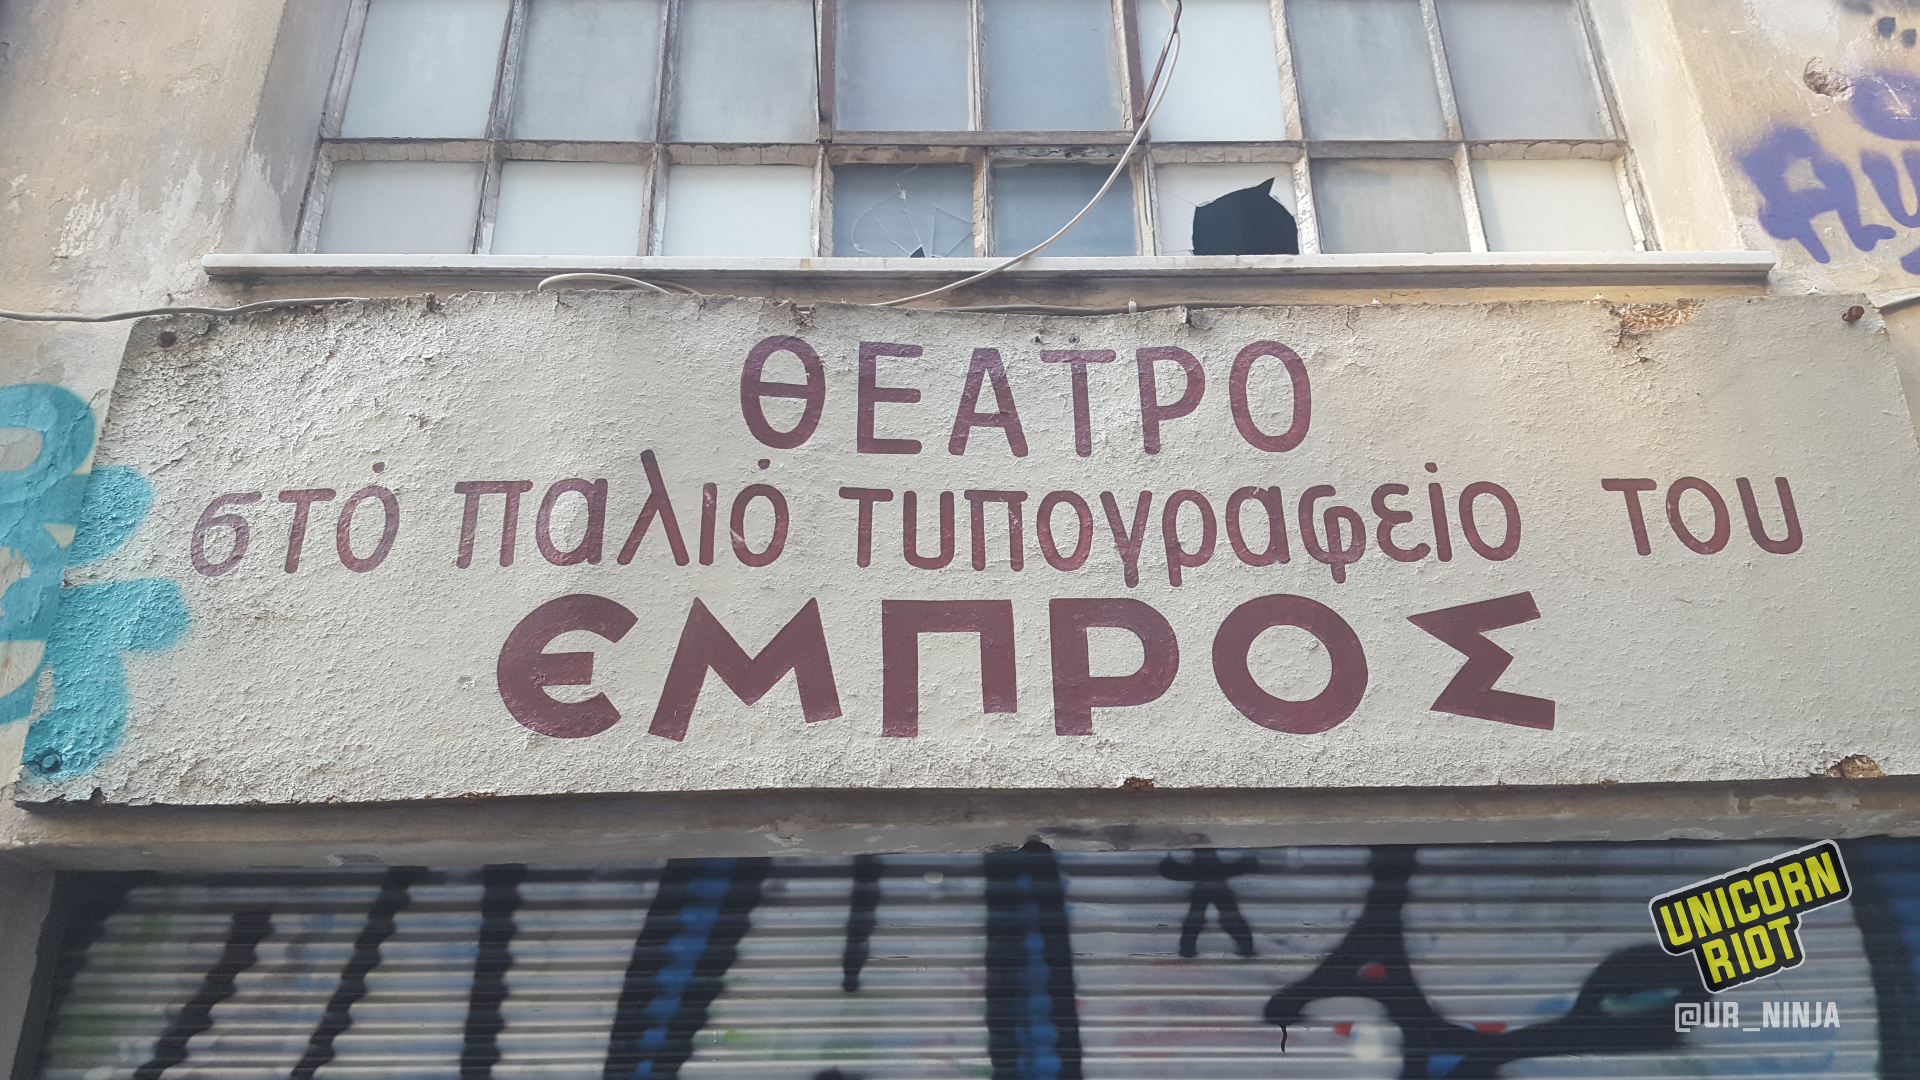 ΘΕΑΤΡΟ
στό παλιό τυπογραφείο του
ΕΜΠΡΟΣ
UNICORN
RIOT
@UR_NINJA